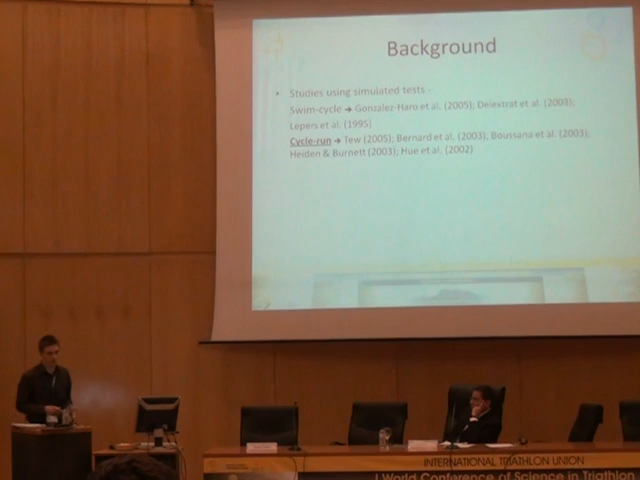 Background
• Studies using simulated tests
Swim-cycle ➔ Gonzalez-Haro et al. (2005); Delextrat et al. (2003);
Lepers et al. (1995)
Cycle-run ➔ Tew (2005); Bernard et al. (2003); Boussana et al. (2003);
Heiden & Burnett (2003); Hue et al. (2002)
INTERNATIONAL TRIATHLON UNION
I World Conference of Science in Triathlon